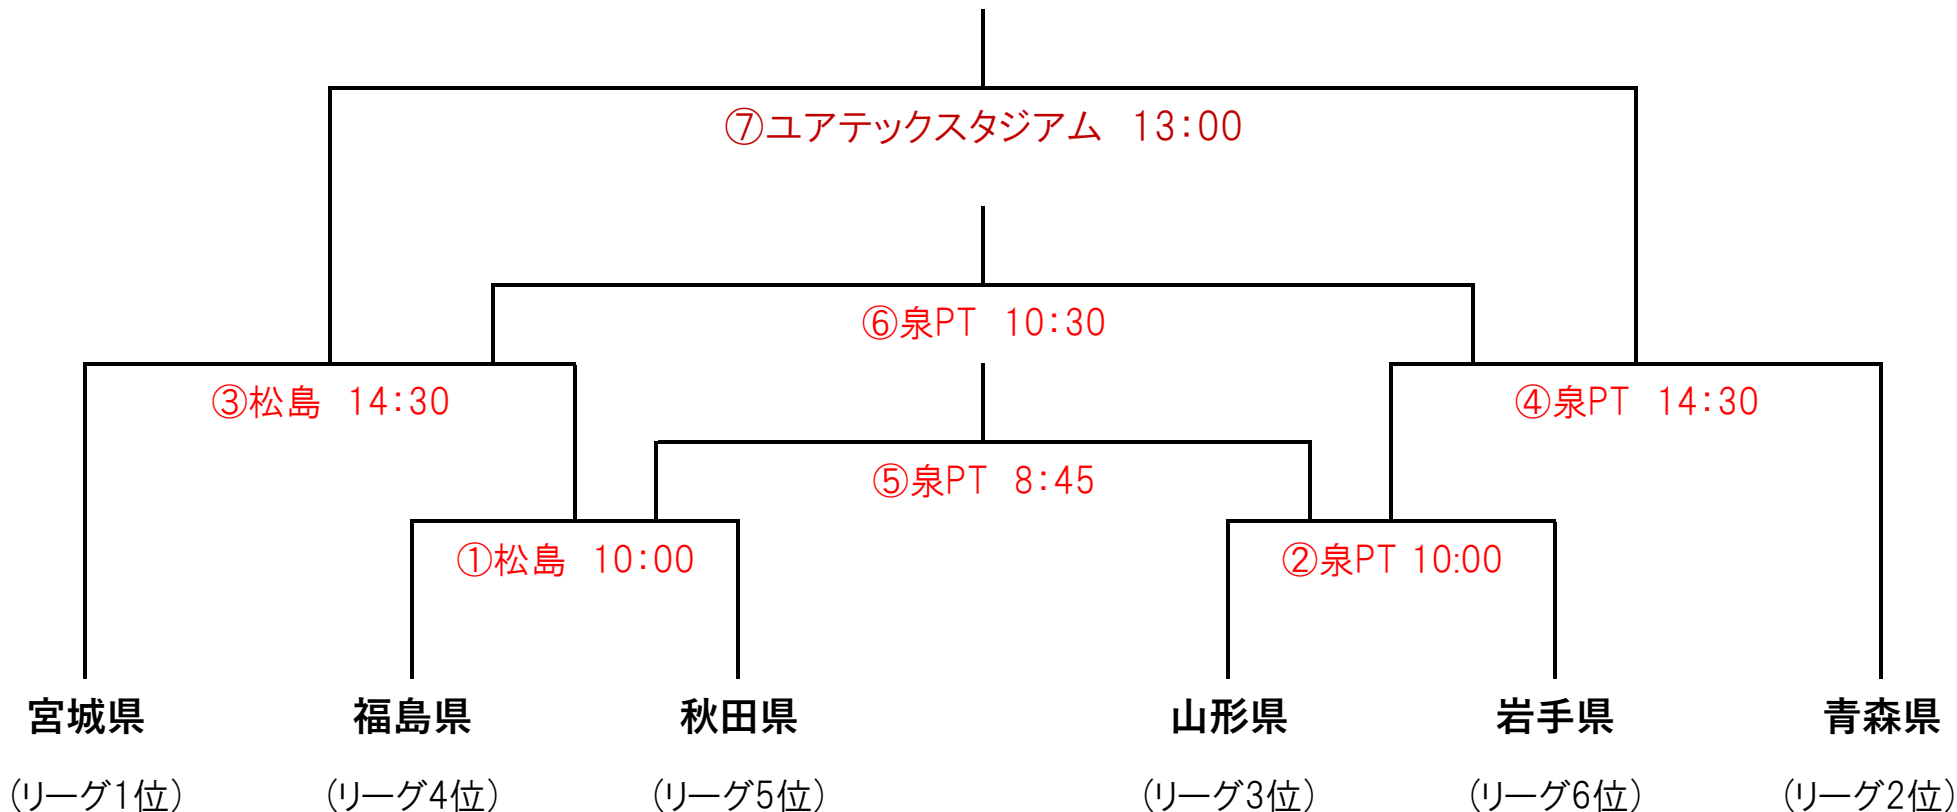 ⑦ユアテックスタジアム　13：00
⑥泉PT　10：30
③松島　14：30
④泉PT　14：30
⑤泉PT　8：45
①松島　10：00
②泉PT 10:00
宮城県　福島県　秋田県　山形県　岩手県　青森県
（リーグ1位）　（リーグ4位）　（リーグ5位）　（リーグ3位）　（リーグ6位）　（リーグ2位）